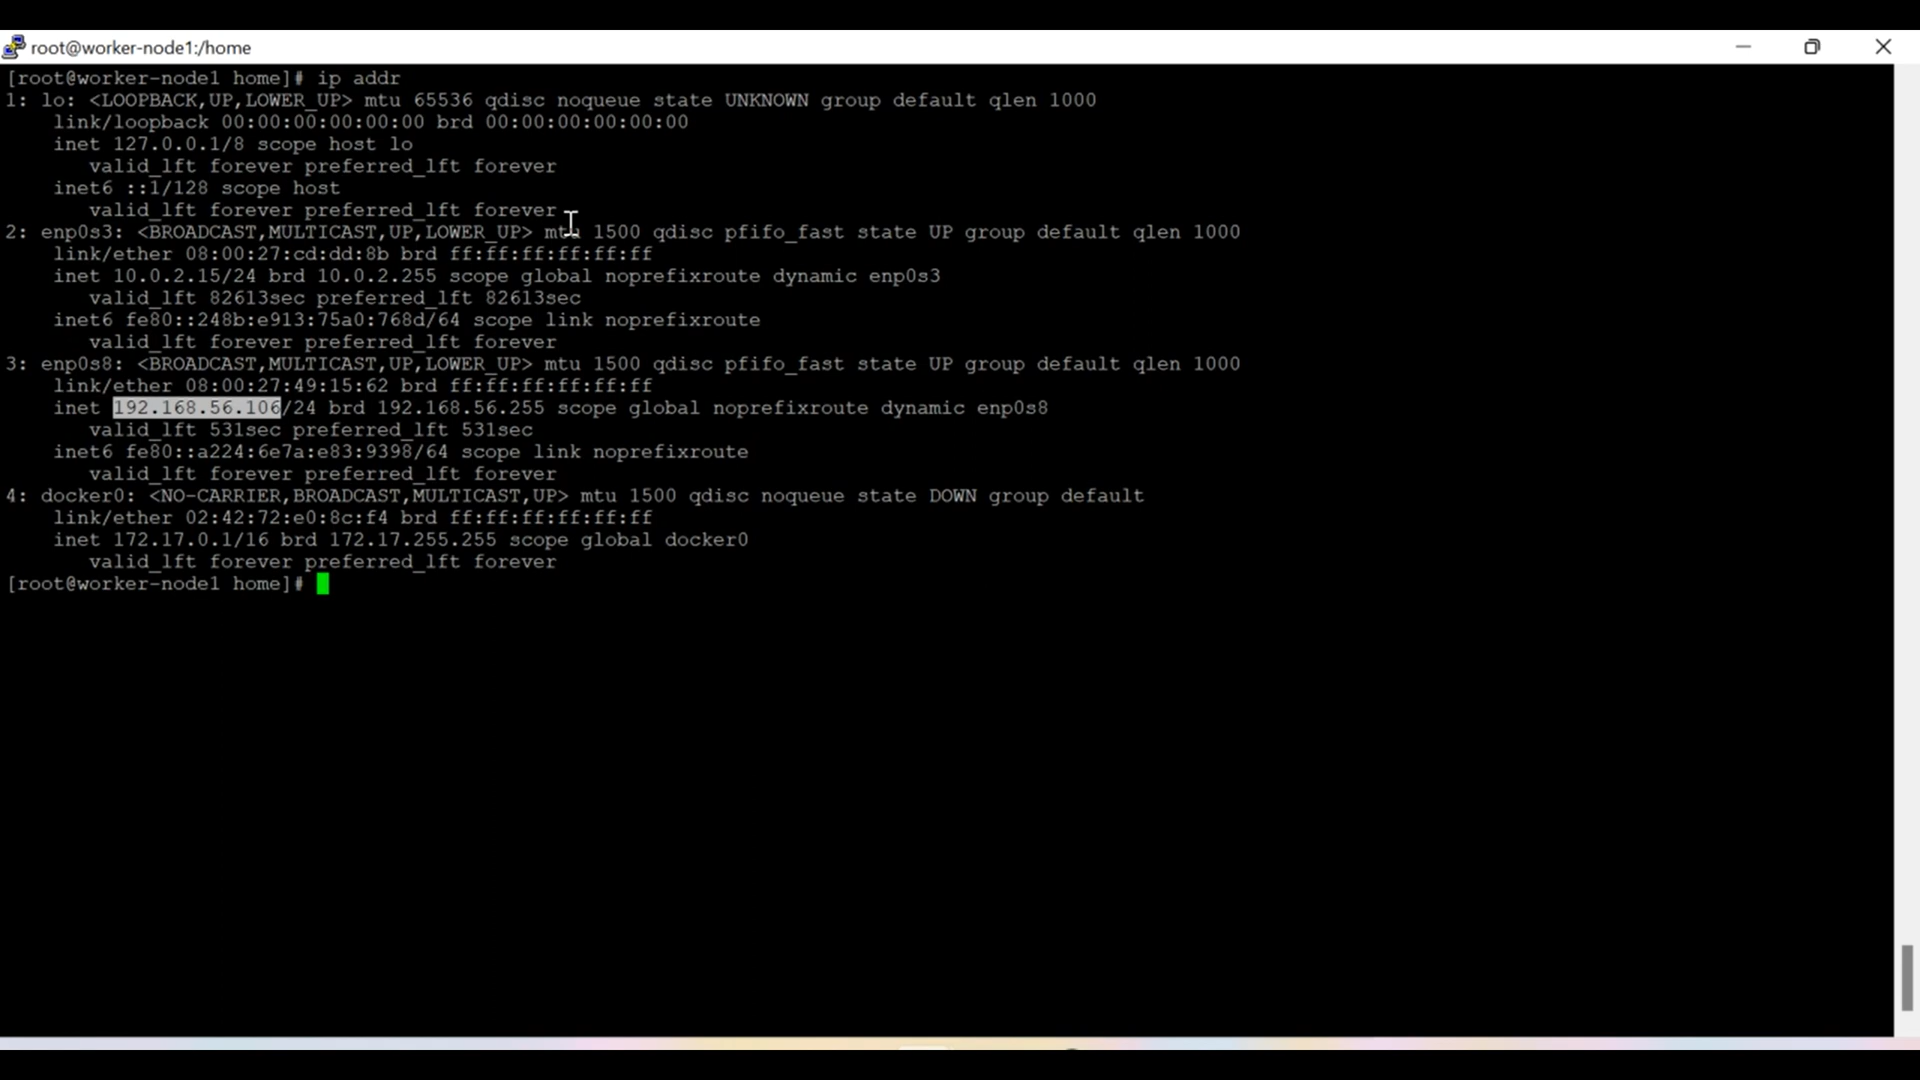 root@worker-node1:/home
[root@worker-node1 home]# ip addr
1: lo: <LOOPBACK,UP,LOWER_UP> mtu 65536 qdisc noqueue state UNKNOWN group default qlen 1000
    link/loopback 00:00:00:00:00:00 brd 00:00:00:00:00:00
    inet 127.0.0.1/8 scope host lo
       valid_lft forever preferred_lft forever
    inet6 ::1/128 scope host
       valid_lft forever preferred_lft forever
2: enp0s3: <BROADCAST,MULTICAST,UP,LOWER_UP> mtu 1500 qdisc pfifo_fast state UP group default qlen 1000
    link/ether 08:00:27:cd:dd:8b brd ff:ff:ff:ff:ff:ff
    inet 10.0.2.15/24 brd 10.0.2.255 scope global noprefixroute dynamic enp0s3
       valid_lft 82613sec preferred_lft 82613sec
    inet6 fe80::248b:e913:75a0:768d/64 scope link noprefixroute
       valid_lft forever preferred_lft forever
3: enp0s8: <BROADCAST,MULTICAST,UP,LOWER_UP> mtu 1500 qdisc pfifo_fast state UP group default qlen 1000
    link/ether 08:00:27:49:15:62 brd ff:ff:ff:ff:ff:ff
    inet 192.168.56.106/24 brd 192.168.56.255 scope global noprefixroute dynamic enp0s8
       valid_lft 531sec preferred_lft 531sec
    inet6 fe80::a224:6e7a:e83:9398/64 scope link noprefixroute
       valid_lft forever preferred_lft forever
4: docker0: <NO-CARRIER,BROADCAST,MULTICAST,UP> mtu 1500 qdisc noqueue state DOWN group default
    link/ether 02:42:72:e0:8c:f4 brd ff:ff:ff:ff:ff:ff
    inet 172.17.0.1/16 brd 172.17.255.255 scope global docker0
       valid_lft forever preferred_lft forever
[root@worker-node1 home]#